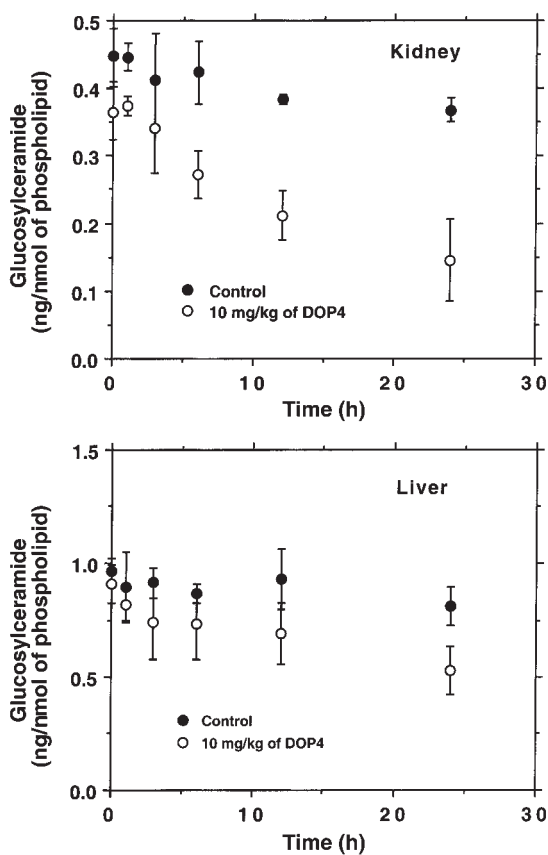 Kidney
Glucosylceramide
(ng/nmol of phospholipid)
0.5
0.4
0.3
0.2
0.1
0.0
Control
10 mg/kg of DOP4
0 10 20 30
Time (h)
Liver
Glucosylceramide
(ng/nmol of phospholipid)
1.5
1.0
0.5
0.0
Control
10 mg/kg of DOP4
0 10 20 30
Time (h)